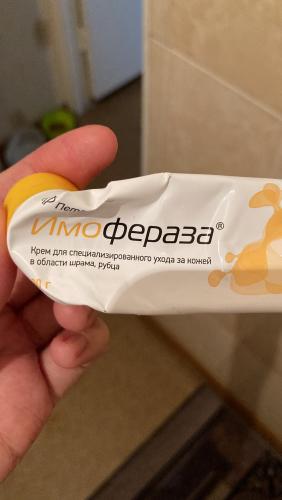 Имофераза®
Крем для специализированного ухода за кожей
в области шрама, рубца
г